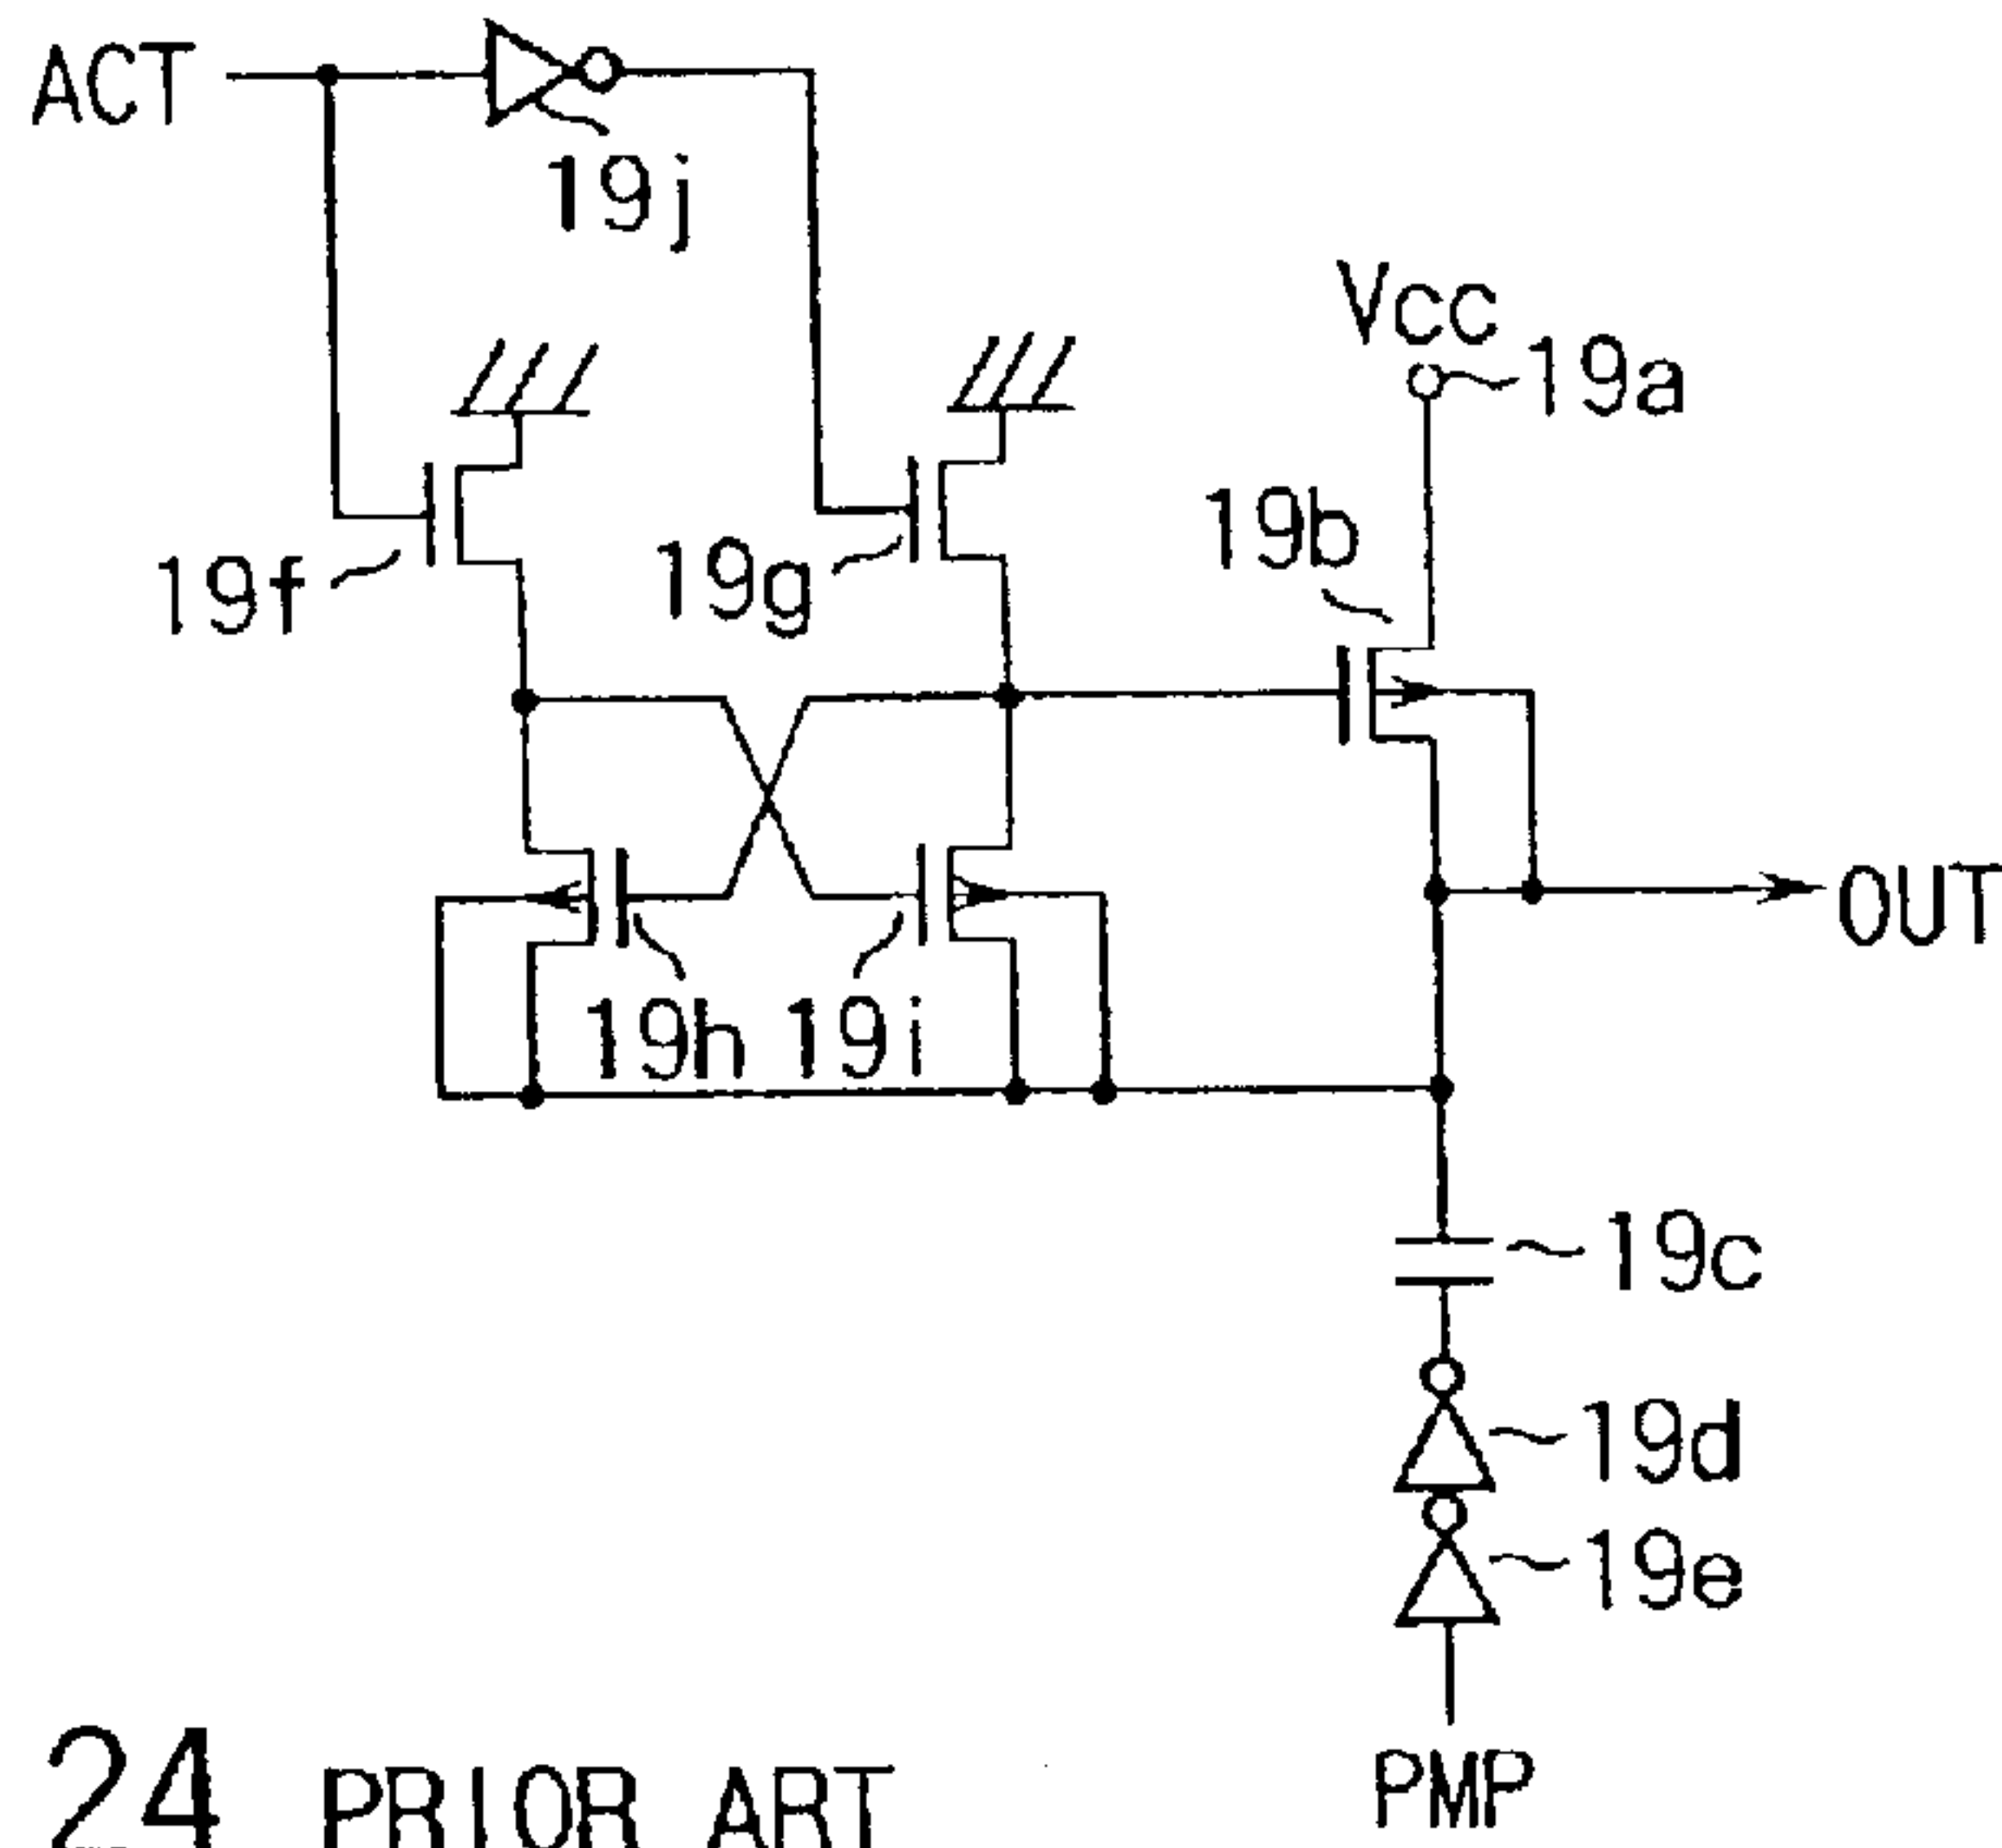 ACT
19j
Vcc
19a
19b
19f
19g
OUT
19h
19i
19c
19d
19e
PMP
24 PRIOR ART